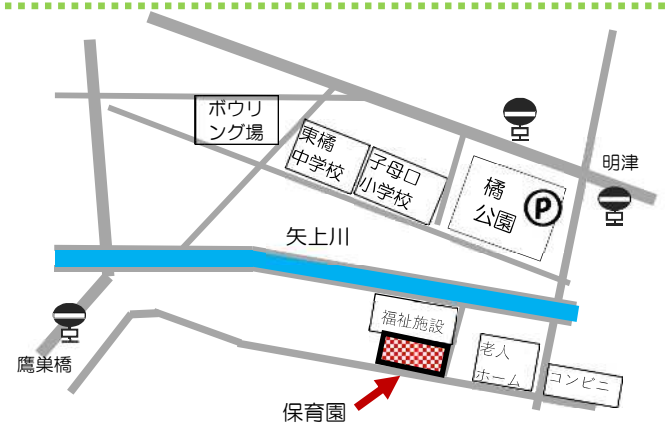 ボウリ
ング場
東橘
中学校
子母口
小学校
橘
公園
P
明津
矢上川
福祉施設
老人
ホーム
コンビニ
鷹巣橋
保育園